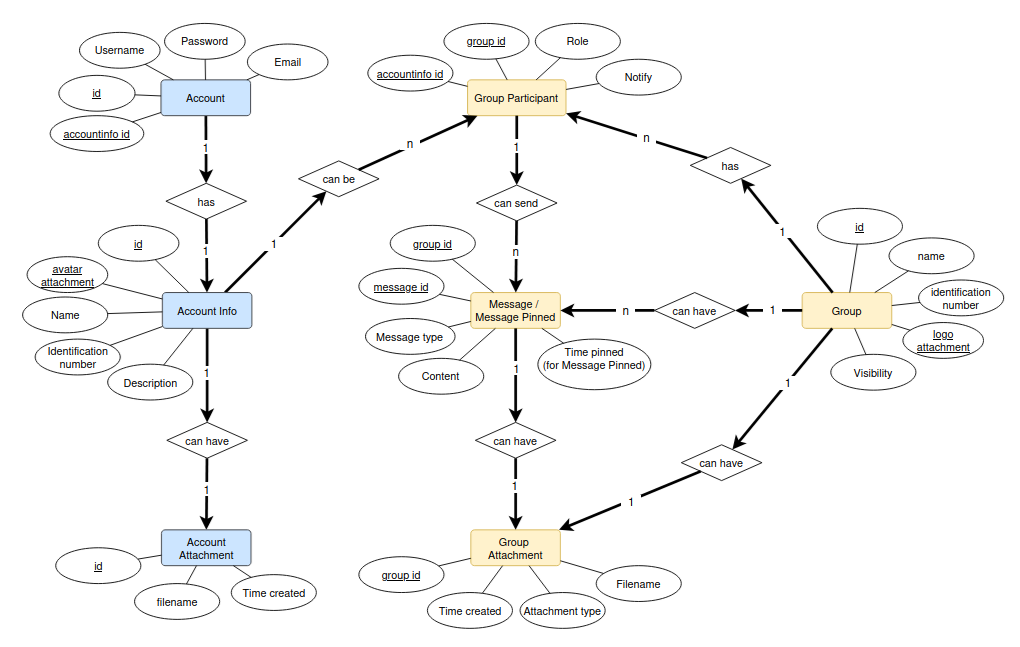 Username
Password
Email
id
accountinfo id
Account
1
has
1
id
avatar
attachment
Name
Identification
number
Description
Account Info
1
can have
1
Account
Attachment
id
filename
Time created
1
can be
n
group id
Role
accountinfo id
Notify
Group Participant
1
can send
n
group id
message id
Message type
Content
Time pinned
(for Message Pinned)
Message /
Message Pinned
n
can have
1
1
can have
1
Group
Attachment
group id
Time created
Attachment type
Filename
n
has
1
id
name
identification
number
logo
attachment
Visibility
Group
1
can have
1